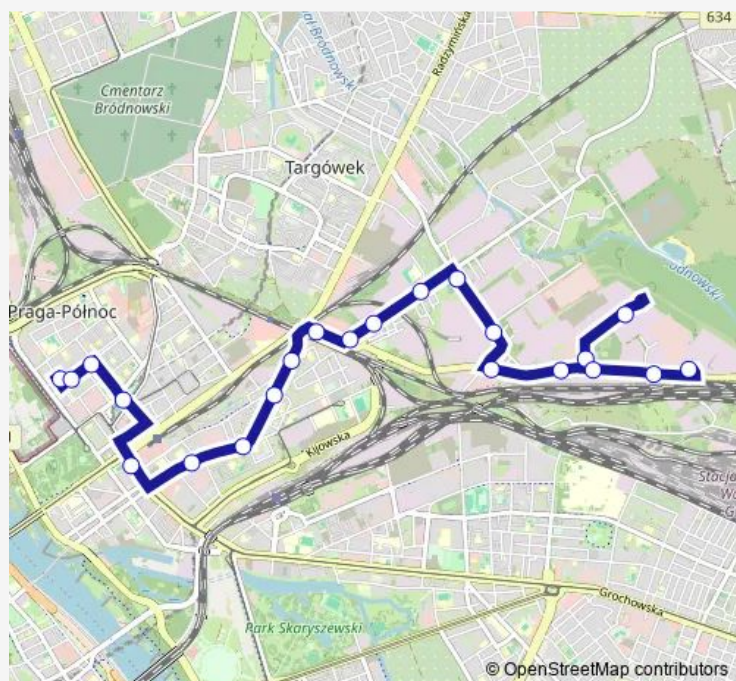 634
Radzymińska
Cmentarz
Bródnowski
Targówek
Praga-Północ
Kijowska
Grochowska
Park Skaryszewski
© OpenStreetMap contributors